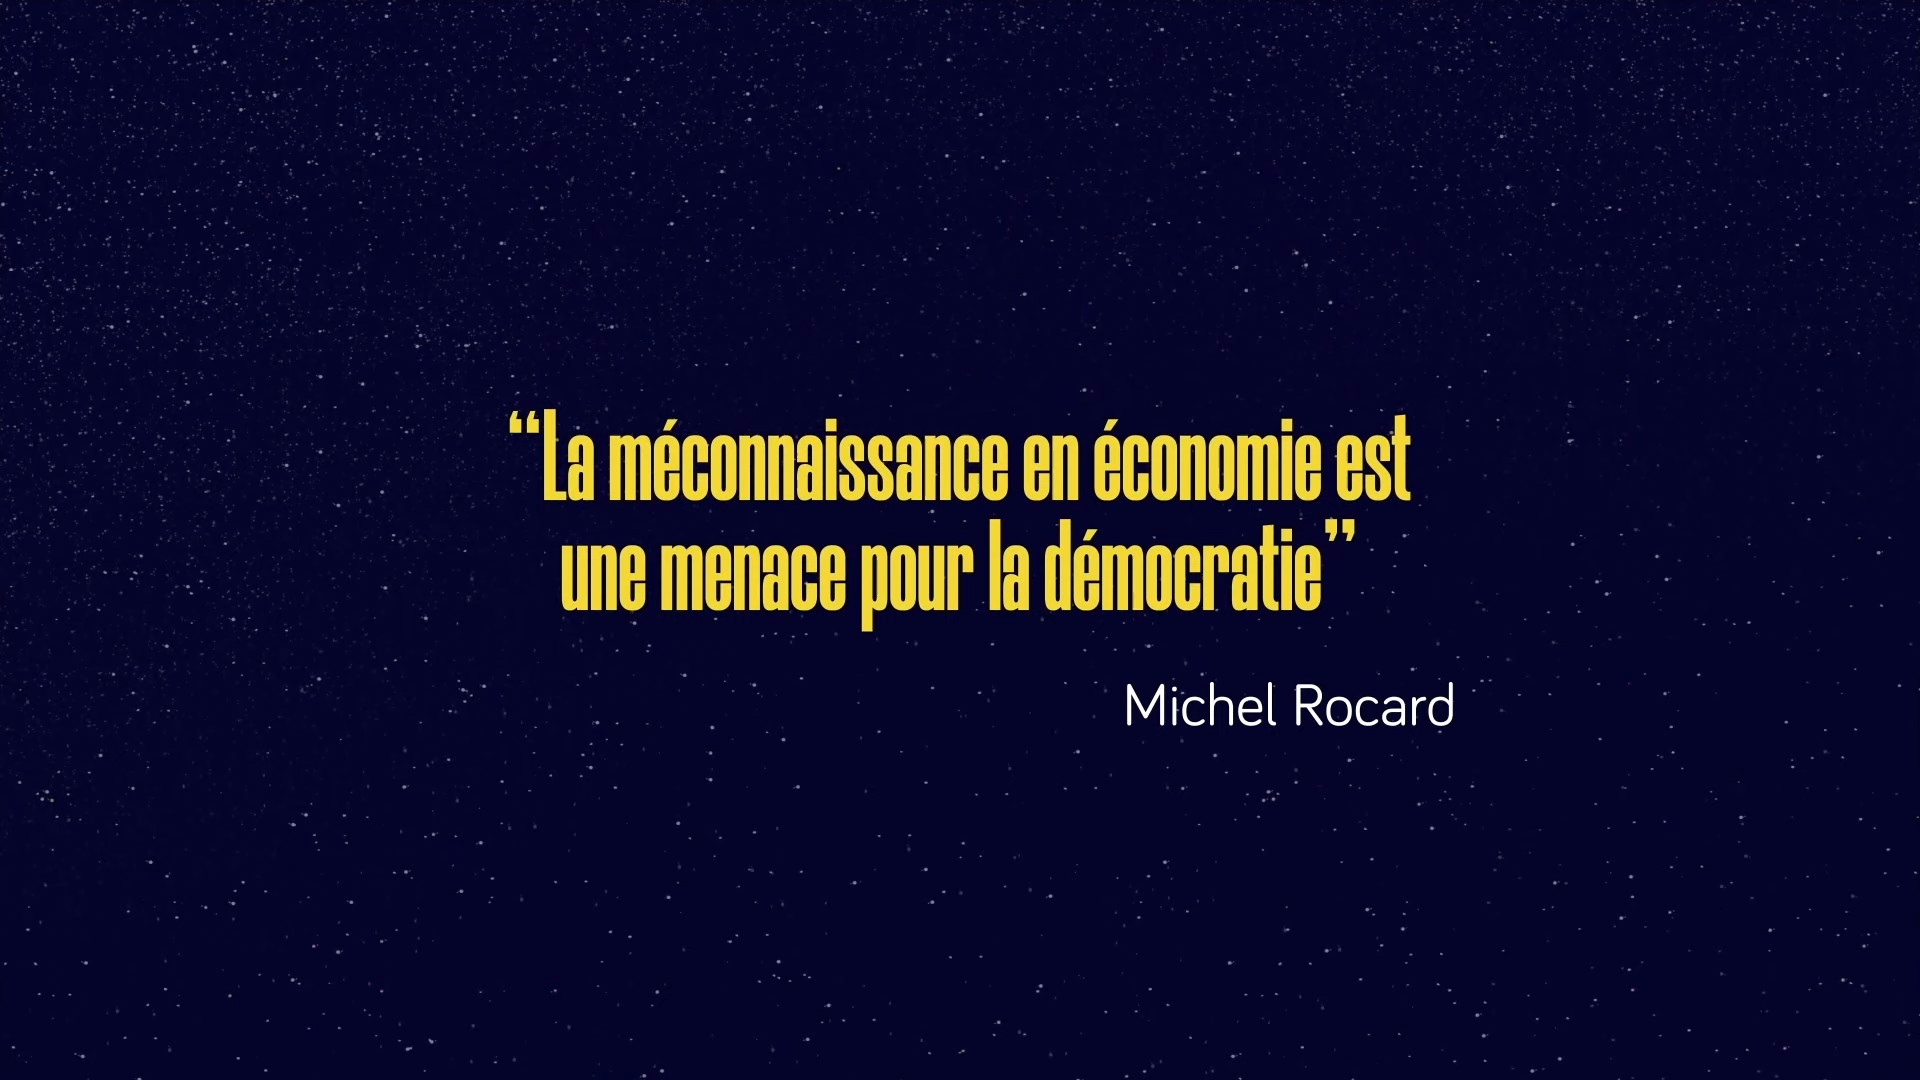 “La méconnaissance en économie est
une menace pour la démocratie”
Michel Rocard